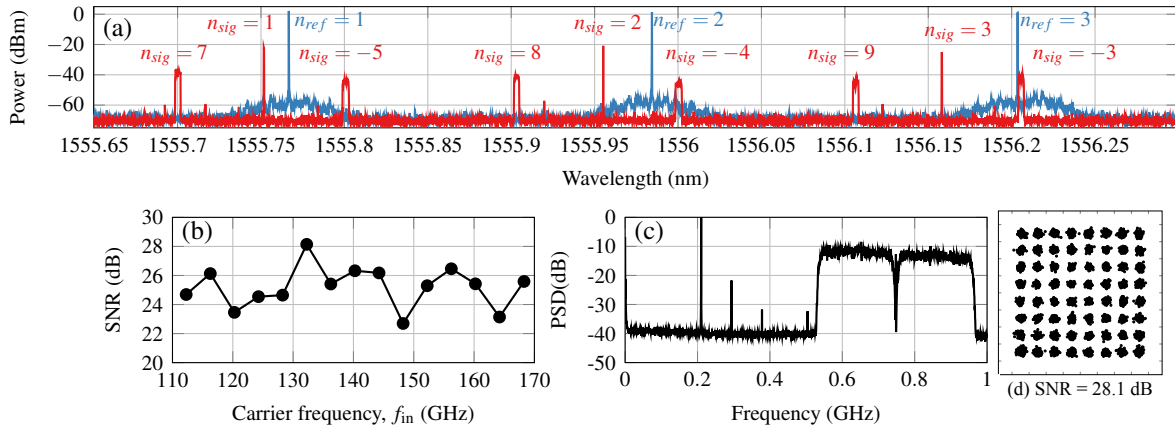 (a)
n_sig = 1
n_ref = 1
n_sig = 2
n_ref = 2
n_sig = 3
n_ref = 3
n_sig = 7
n_sig = −5
n_sig = 8
n_sig = −4
n_sig = 9
n_sig = −3
Power (dBm)
0
−20
−40
−60
1555.65 1555.7 1555.75 1555.8 1555.85 1555.9 1555.95 1556 1556.05 1556.1 1556.15 1556.2 1556.25
Wavelength (nm)
(b)
SNR (dB)
30
28
26
24
22
20
110 120 130 140 150 160 170
Carrier frequency, f_in (GHz)
(c)
PSD(dB)
0
-10
-20
-30
-40
-50
0 0.2 0.4 0.6 0.8 1
Frequency (GHz)
(d) SNR = 28.1 dB